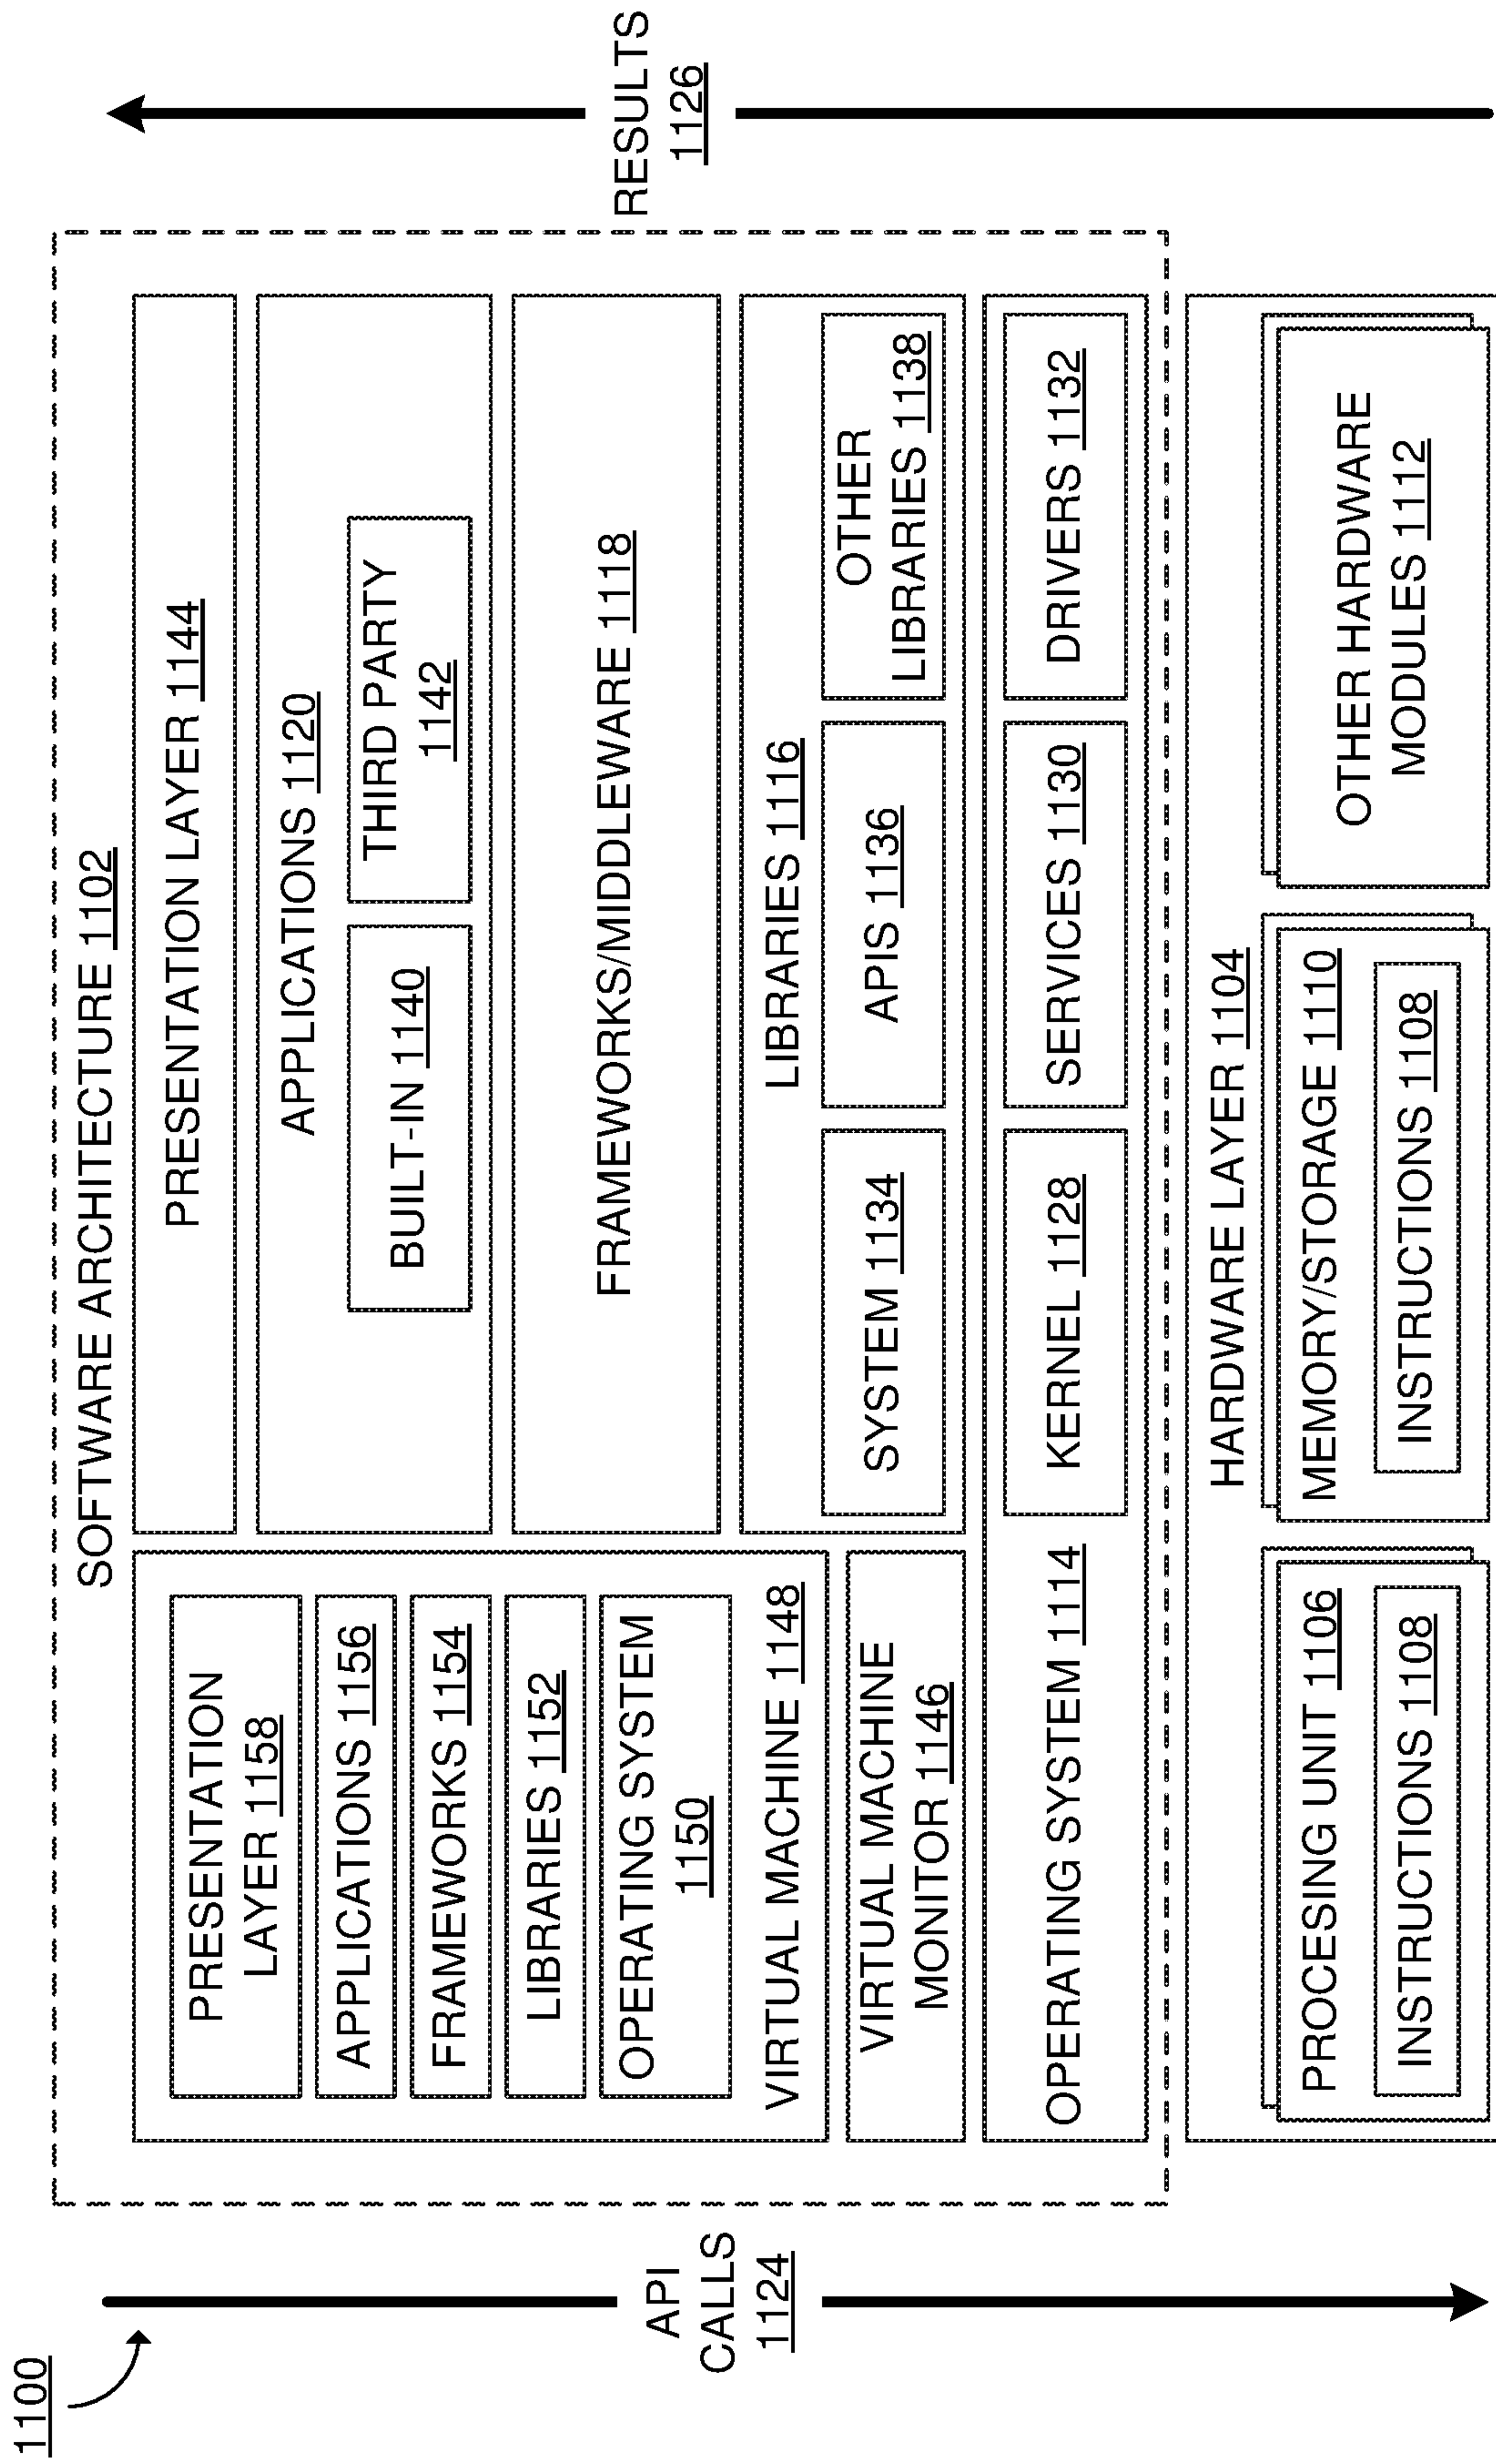 1100
SOFTWARE ARCHITECTURE 1102
PRESENTATION
LAYER 1158
APPLICATIONS 1156
FRAMEWORKS 1154
LIBRARIES 1152
OPERATING SYSTEM
1150
VIRTUAL MACHINE 1148
VIRTUAL MACHINE
MONITOR 1146
PRESENTATION LAYER 1144
APPLICATIONS 1120
BUILT-IN 1140
THIRD PARTY
1142
FRAMEWORKS/MIDDLEWARE 1118
LIBRARIES 1116
SYSTEM 1134
APIS 1136
OTHER
LIBRARIES 1138
OPERATING SYSTEM 1114
KERNEL 1128
SERVICES 1130
DRIVERS 1132
HARDWARE LAYER 1104
PROCESSING UNIT 1106
INSTRUCTIONS 1108
MEMORY/STORAGE 1110
INSTRUCTIONS 1108
OTHER HARDWARE
MODULES 1112
API
CALLS
1124
RESULTS
1126